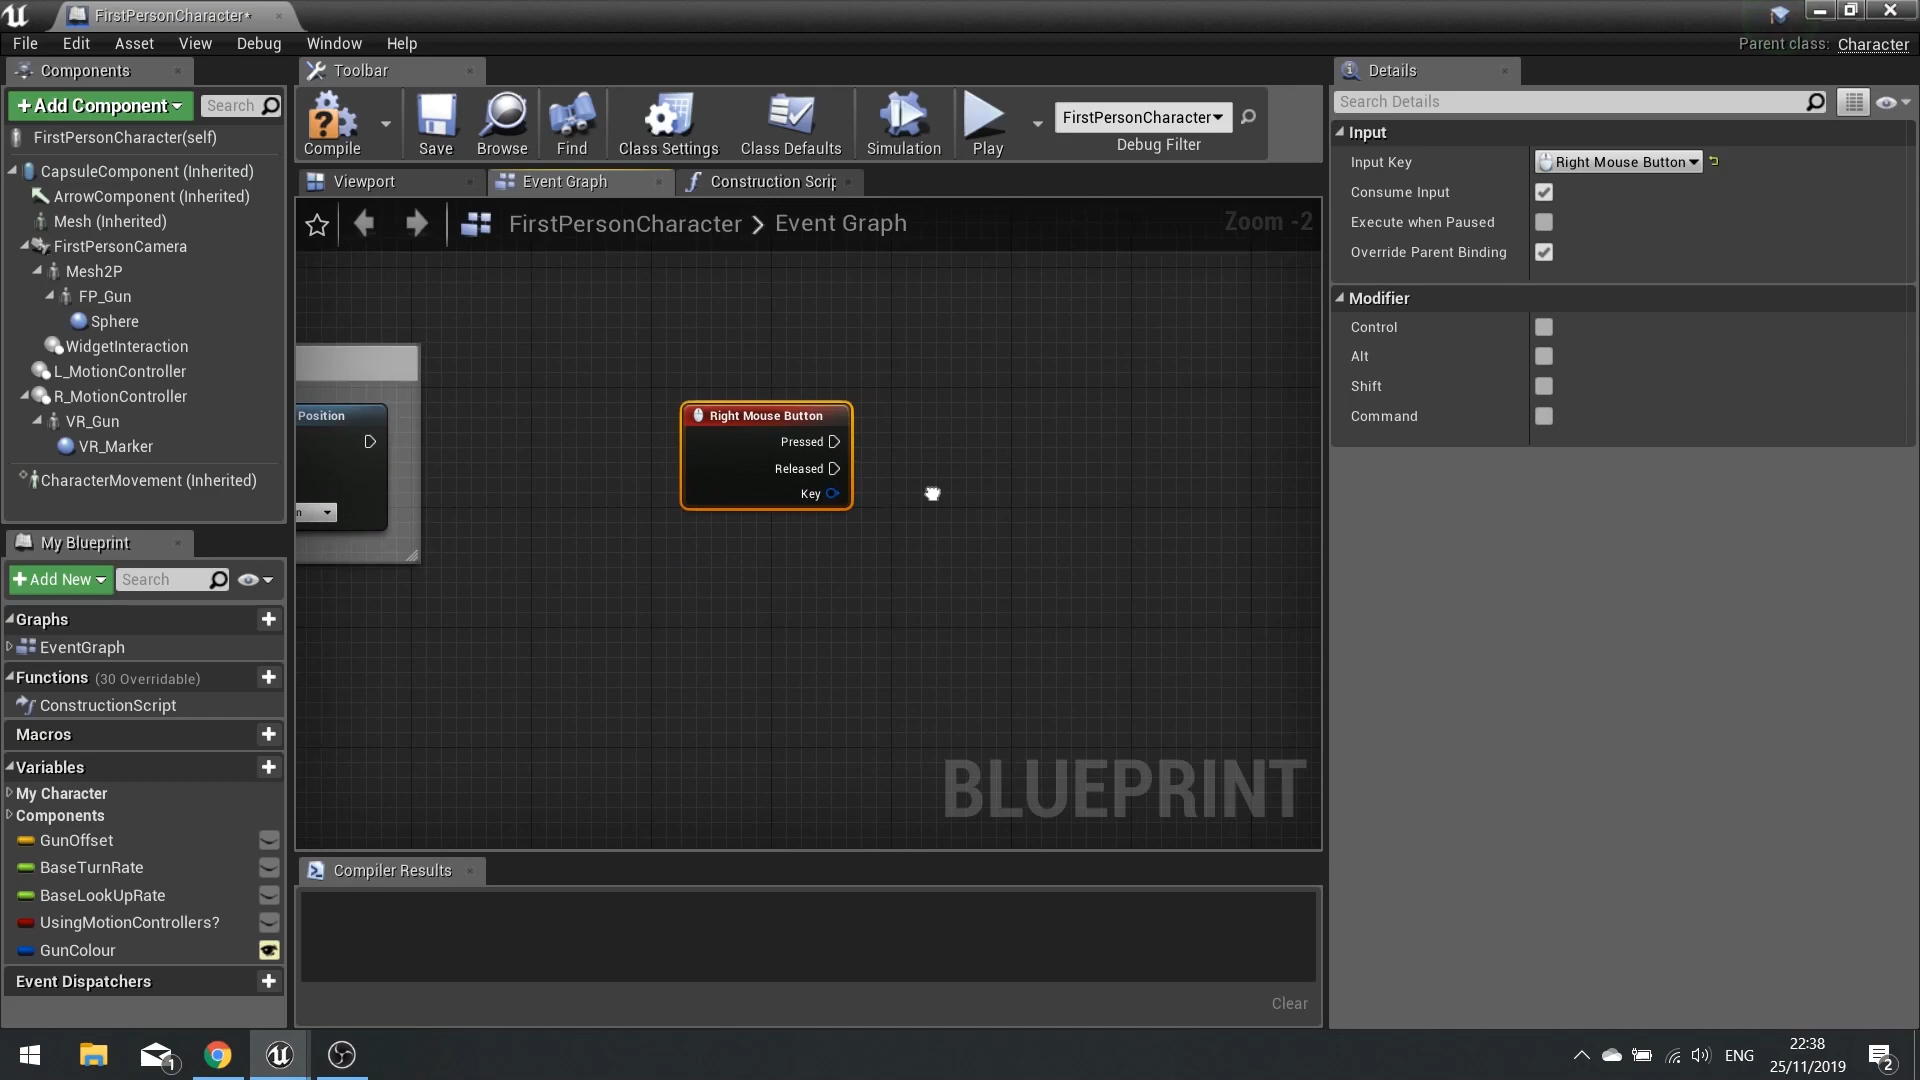 FirstPersonCharacter*
File Edit Asset View Debug Window Help
Parent class: Character
Components
+Add Component
Search
FirstPersonCharacter(self)
CapsuleComponent (Inherited)
ArrowComponent (Inherited)
Mesh (Inherited)
FirstPersonCamera
Mesh2P
FP_Gun
Sphere
WidgetInteraction
L_MotionController
R_MotionController
VR_Gun
VR_Marker
CharacterMovement (Inherited)
My Blueprint
+Add New
Search
Graphs
EventGraph
Functions (30 Overridable)
ConstructionScript
Macros
Variables
My Character
Components
GunOffset
BaseTurnRate
BaseLookUpRate
UsingMotionControllers?
GunColour
Event Dispatchers
Toolbar
Compile
Save
Browse
Find
Class Settings
Class Defaults
Simulation
Play
FirstPersonCharacter
Debug Filter
Viewport
Event Graph
Construction Scrip
FirstPersonCharacter > Event Graph
Zoom -2
Position
n
Right Mouse Button
Pressed
Released
Key
BLUEPRINT
Compiler Results
Clear
Details
Search Details
Input
Input Key Right Mouse Button
Consume Input
Execute when Paused
Override Parent Binding
Modifier
Control
Alt
Shift
Command
1
ENG
22:38
25/11/2019
2